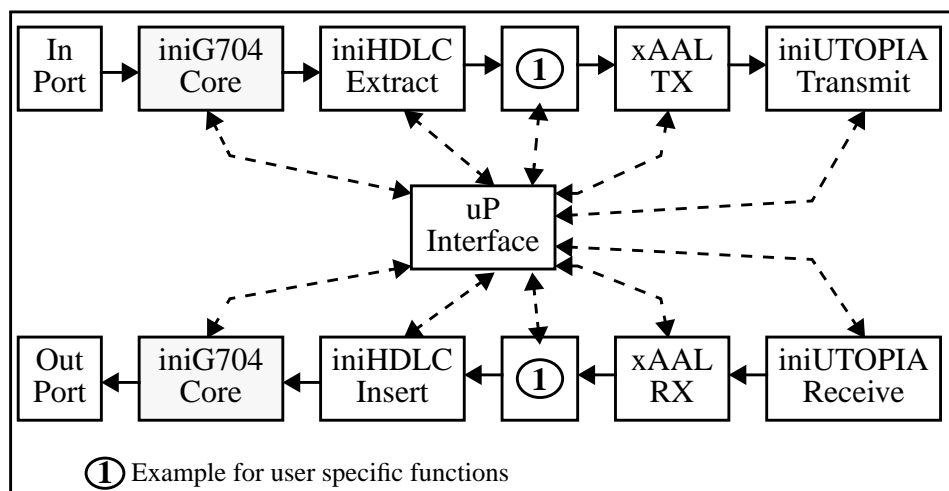 In
Port
iniG704
Core
iniHDLC
Extract
1
xAAL
TX
iniUTOPIA
Transmit
uP
Interface
Out
Port
iniG704
Core
iniHDLC
Insert
1
xAAL
RX
iniUTOPIA
Receive
1 Example for user specific functions